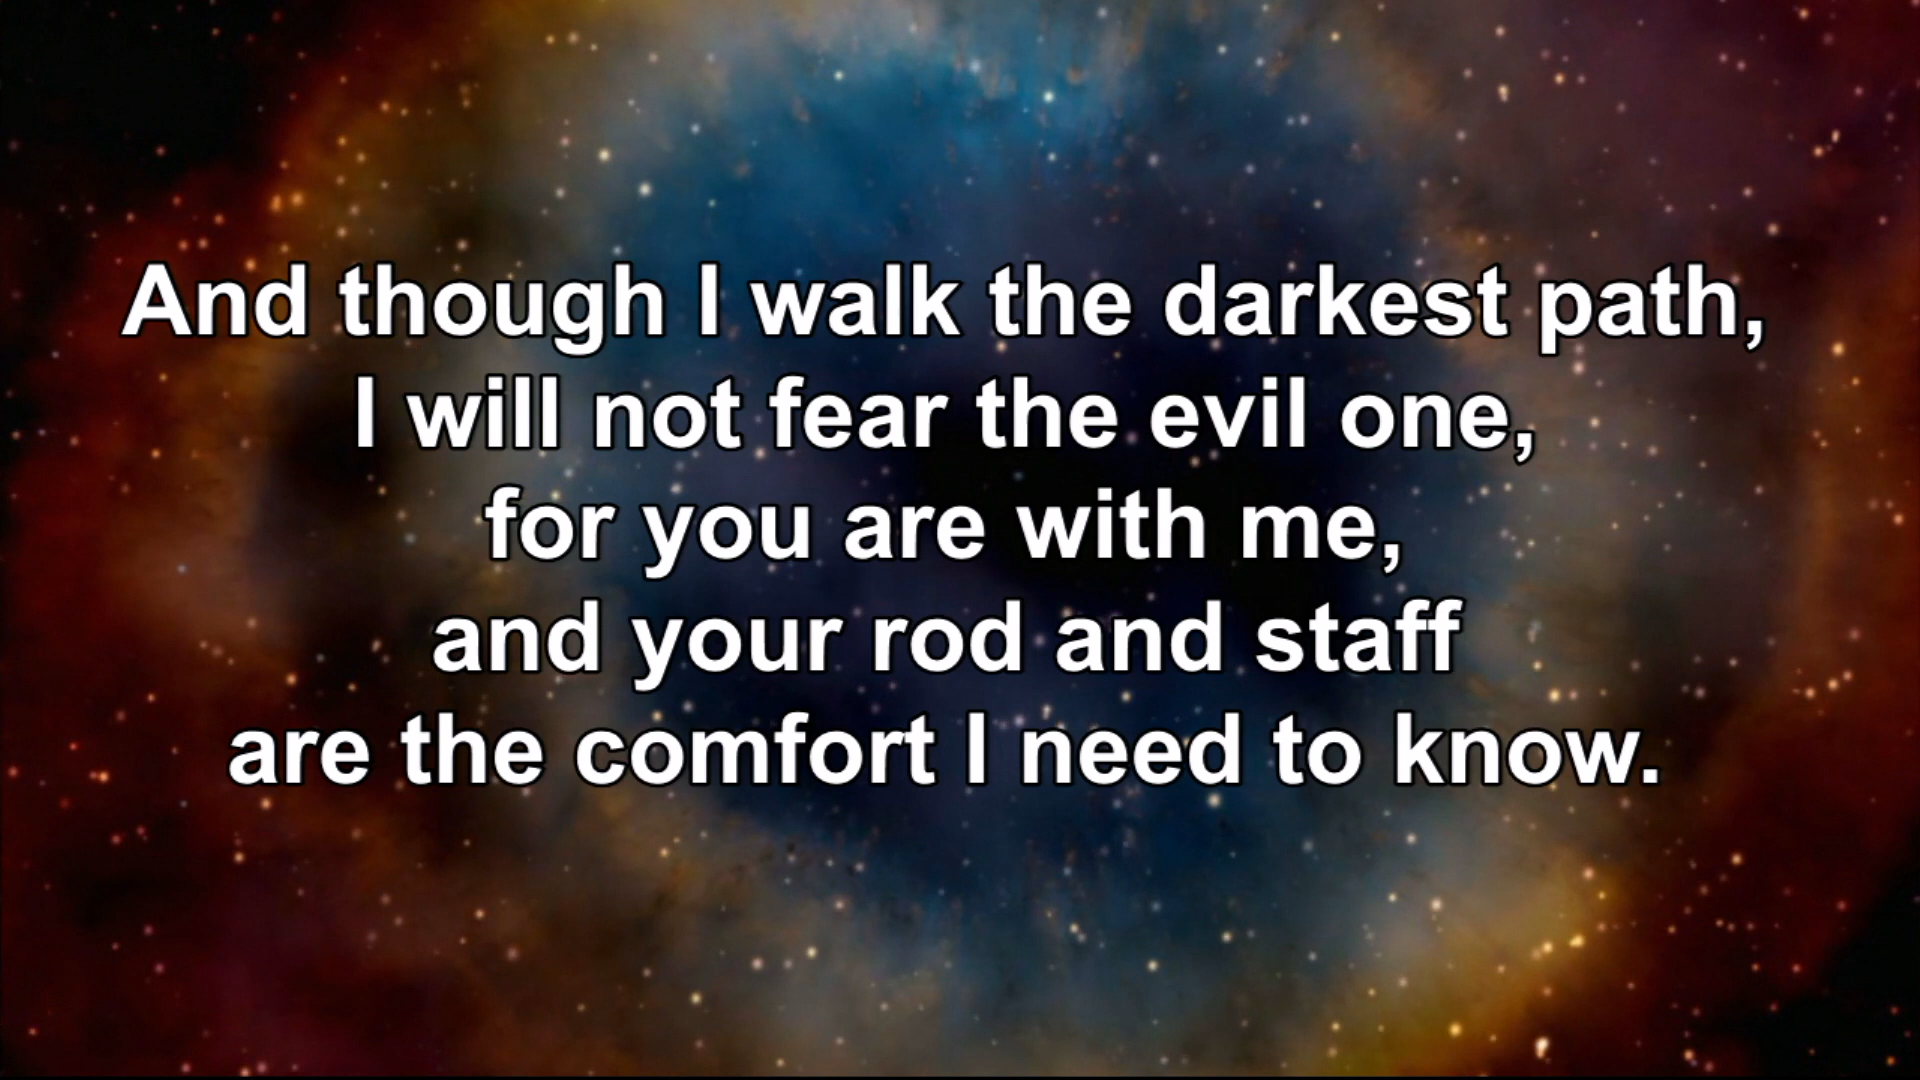 And though I walk the darkest path,
I will not fear the evil one,
for you are with me,
and your rod and staff
are the comfort I need to know.